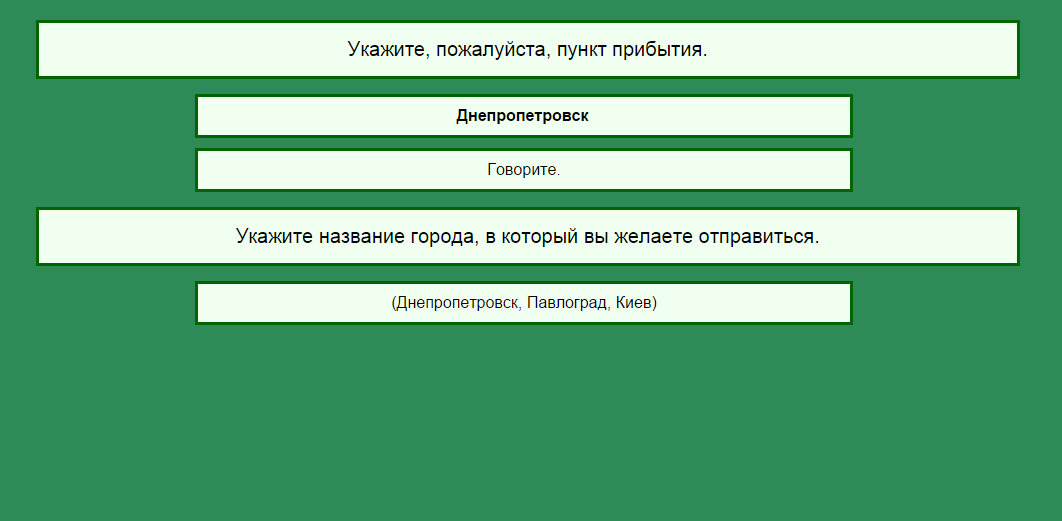 Укажите, пожалуйста, пункт прибытия.
Днепропетровск
Говорите.
Укажите название города, в который вы желаете отправиться.
(Днепропетровск, Павлоград, Киев)